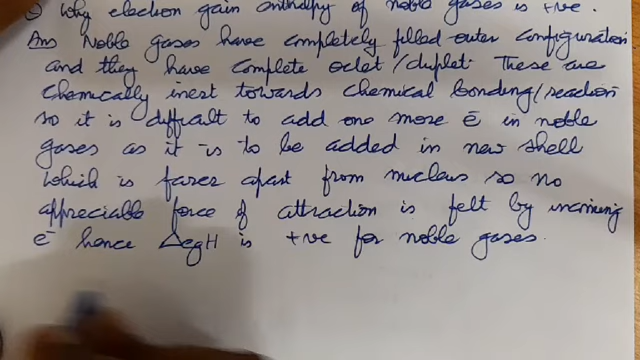 Why electron gain enthalpy of noble gases is +ve.
Ans Noble gases have completely filled outer configuration
and they have complete octet/duplet. These are
chemically inert towards chemical bonding/reaction
so it is difficult to add one more e̅ in noble
gases as it is to be added in new shell
which is farer apart from nucleus so no
appreciable force of attraction is felt by incoming
e⁻ hence ΔegH is +ve for noble gases.